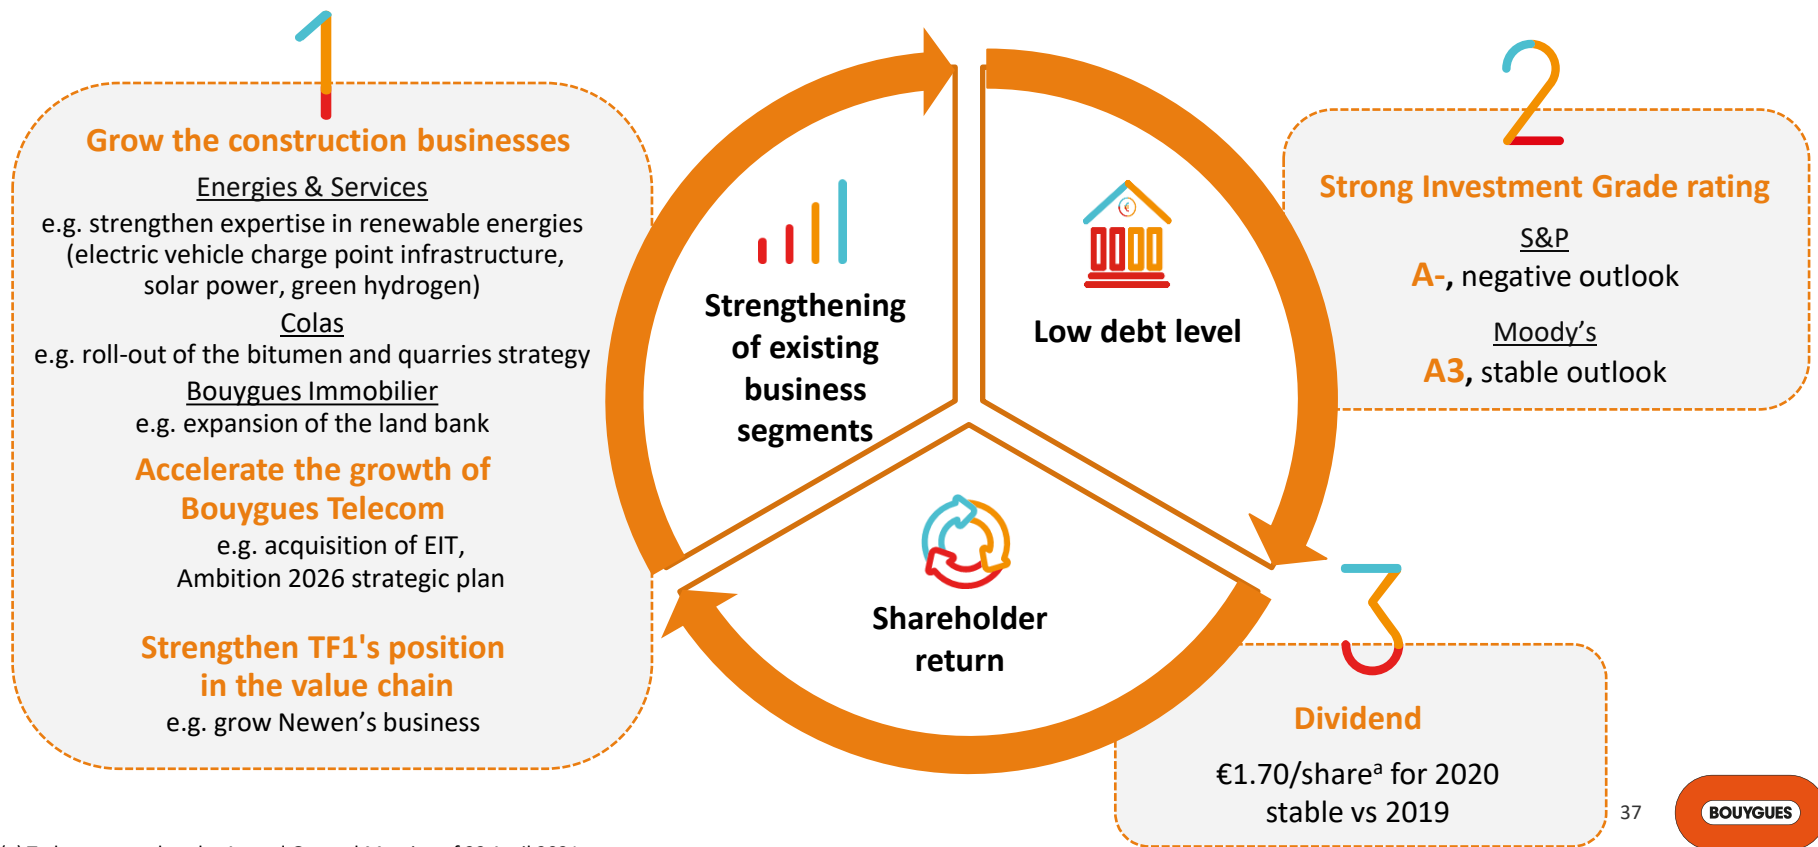 1
Grow the construction businesses
Energies & Services
e.g. strengthen expertise in renewable energies
(electric vehicle charge point infrastructure,
solar power, green hydrogen)
Colas
e.g. roll-out of the bitumen and quarries strategy
Bouygues Immobilier
e.g. expansion of the land bank
Accelerate the growth of
Bouygues Telecom
e.g. acquisition of EIT,
Ambition 2026 strategic plan
Strengthen TF1's position
in the value chain
e.g. grow Newen's business
Strengthening
of existing
business
segments
Low debt level
Shareholder
return
2
Strong Investment Grade rating
S&P
A-, negative outlook
Moody's
A3, stable outlook
3
Dividend
€1.70/shareᵃ for 2020
stable vs 2019
37
BOUYGUES